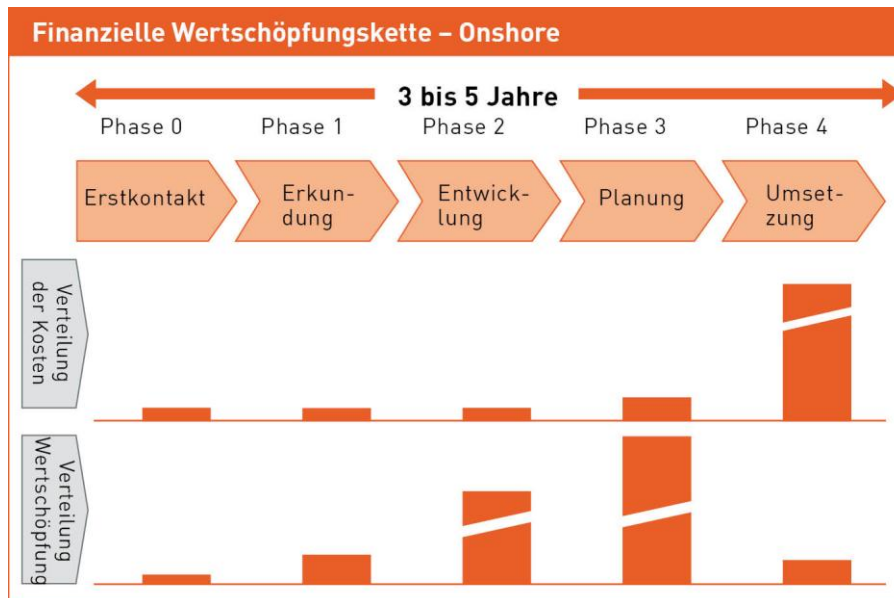 Finanzielle Wertschöpfungskette – Onshore
3 bis 5 Jahre
Phase 0
Phase 1
Phase 2
Phase 3
Phase 4
Erstkontakt
Erkun-
dung
Entwick-
lung
Planung
Umset-
zung
Verteilung
der Kosten
Verteilung
Wertschöpfung